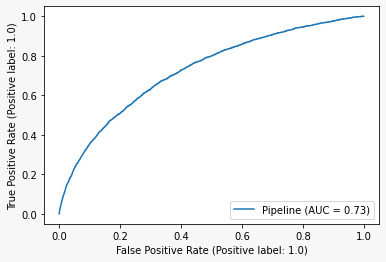 True Positive Rate (Positive label: 1.0)
1.0
0.8
0.6
0.4
0.2
0.0
Pipeline (AUC = 0.73)
0.0 0.2 0.4 0.6 0.8 1.0
False Positive Rate (Positive label: 1.0)